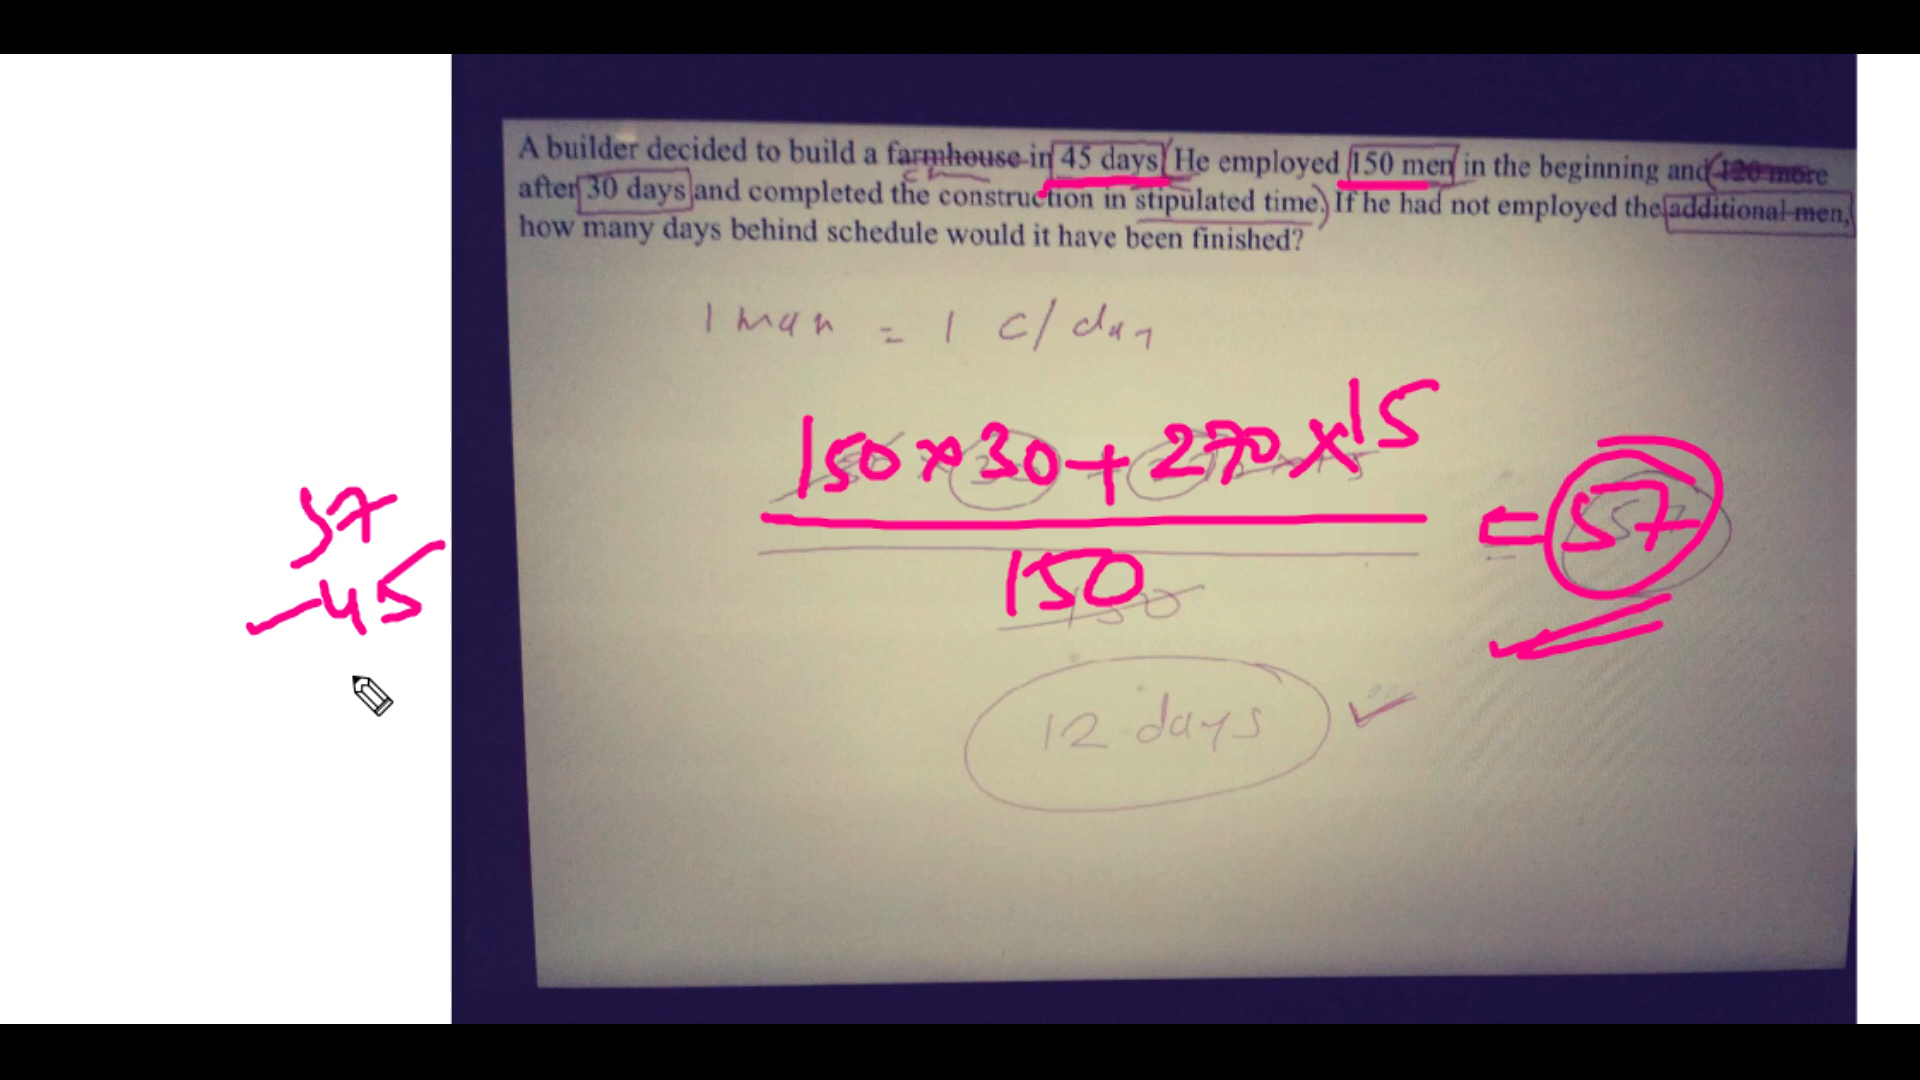 A builder decided to build a farmhouse in 45 days. He employed 150 men in the beginning and 120 more
after 30 days and completed the construction in stipulated time. If he had not employed the additional men,
how many days behind schedule would it have been finished?
1 man = 1 c/day
150 × 30 + 270 × 15
= 57
150
150
57
- 45
12 days